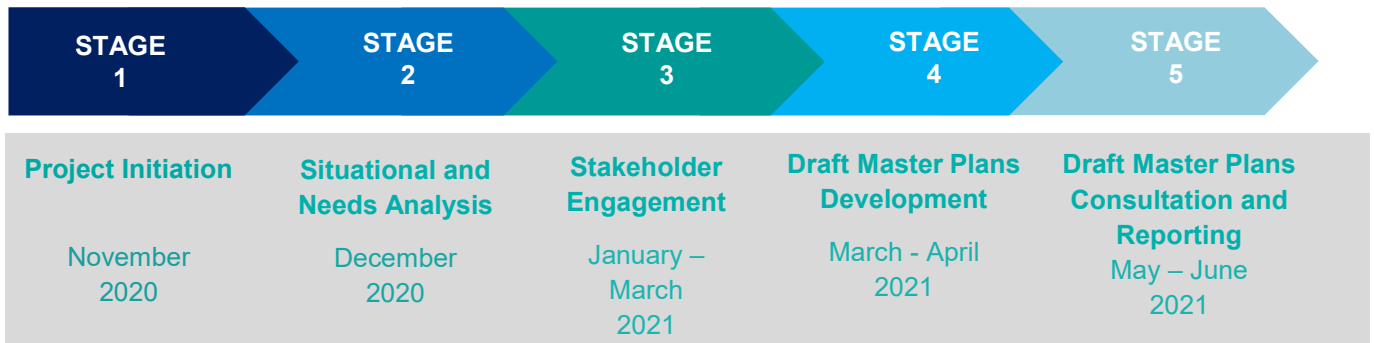 STAGE
1
STAGE
2
STAGE
3
STAGE
4
STAGE
5
Project Initiation
November
2020
Situational and
Needs Analysis
December
2020
Stakeholder
Engagement
January –
March
2021
Draft Master Plans
Development
March - April
2021
Draft Master Plans
Consultation and
Reporting
May – June
2021